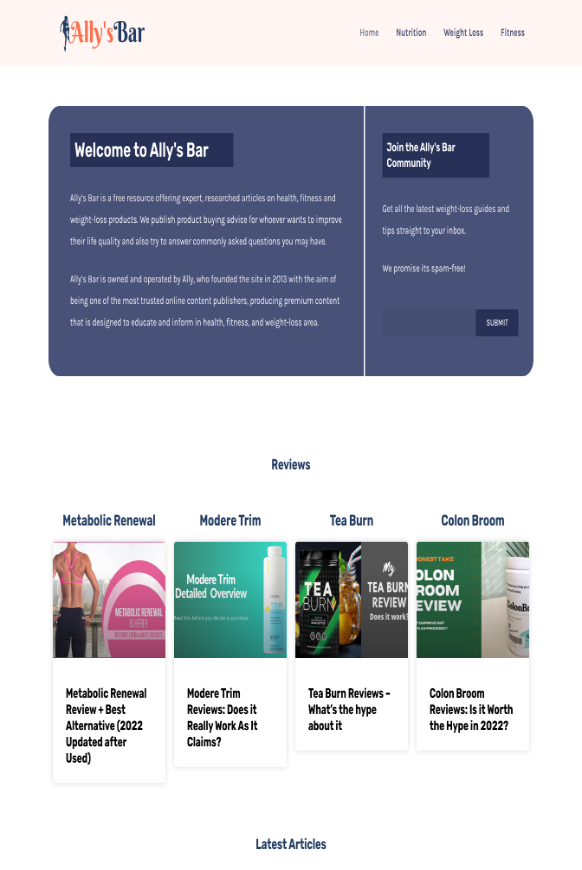 Ally's Bar
Home Nutrition Weight Loss Fitness
Welcome to Ally's Bar
Ally's Bar is a free resource offering expert, researched articles on health, fitness and
weight-loss products. We publish product buying advice for whoever wants to improve
their life quality and also try to answer commonly asked questions you may have.
Ally's Bar is owned and operated by Ally, who founded the site in 2013 with the aim of
being one of the most trusted online content publishers, producing premium content
that is designed to educate and inform in health, fitness, and weight-loss area.
Join the Ally's Bar
Community
Get all the latest weight-loss guides and
tips straight to your inbox.
We promise its spam-free!
SUBMIT
Reviews
Metabolic Renewal
METABOLIC RENEWAL
IS HERE!
Metabolic Renewal
Review + Best
Alternative (2022
Updated after
Used)
Modere Trim
Modere Trim
Detailed Overview
Read this before you decide to purchase
Modere Trim
Reviews: Does it
Really Work As It
Claims?
Tea Burn
TEA
BURN
My
TEA BURN
REVIEW
Does it work?
Tea Burn Reviews –
What's the hype
about it
Colon Broom
HONEST TAKE
OLON
ROOM
EVIEW
Colon Broom
Reviews: Is it Worth
the Hype in 2022?
Latest Articles